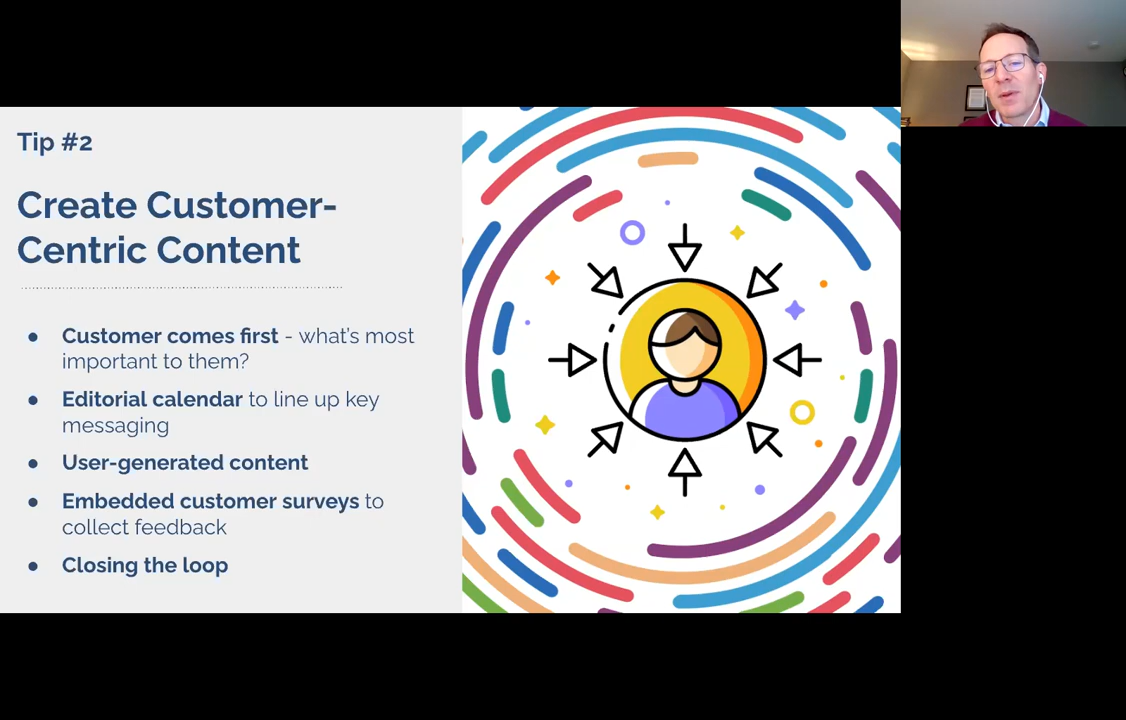 Tip #2
Create Customer-
Centric Content
● Customer comes first - what's most
important to them?
● Editorial calendar to line up key
messaging
● User-generated content
● Embedded customer surveys to
collect feedback
● Closing the loop